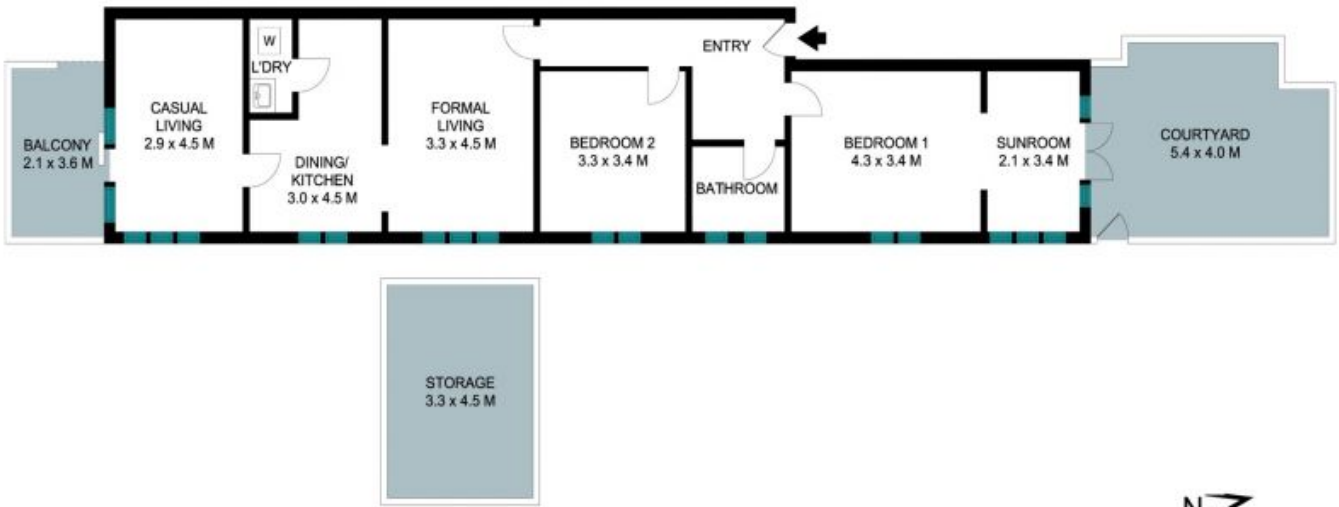 BALCONY
2.1 x 3.6 M
CASUAL
LIVING
2.9 x 4.5 M
W
L'DRY
DINING/
KITCHEN
3.0 x 4.5 M
FORMAL
LIVING
3.3 x 4.5 M
BEDROOM 2
3.3 x 3.4 M
ENTRY
BATHROOM
BEDROOM 1
4.3 x 3.4 M
SUNROOM
2.1 x 3.4 M
COURTYARD
5.4 x 4.0 M
STORAGE
3.3 x 4.5 M
N